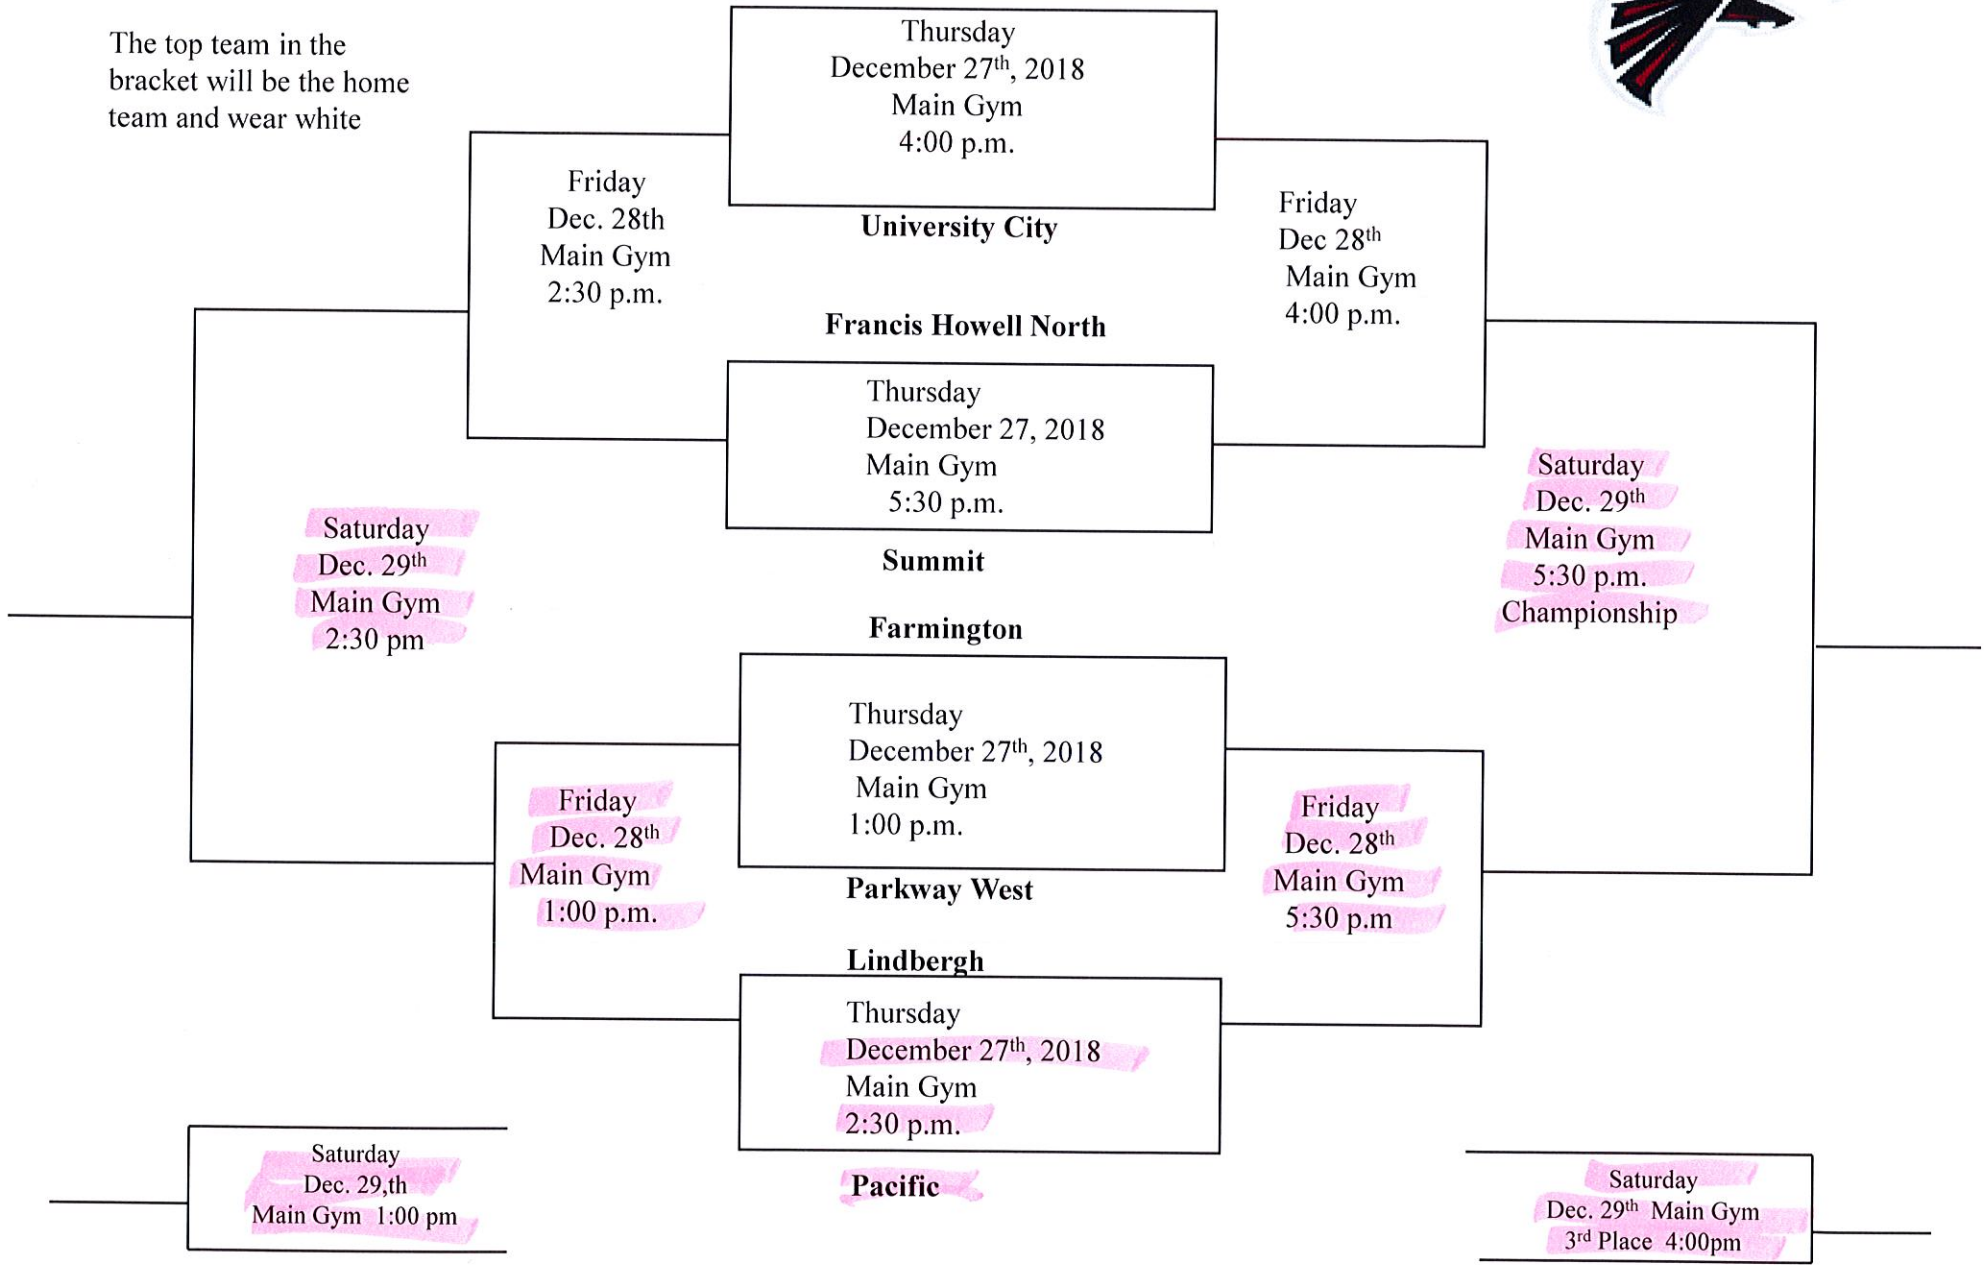 The top team in the
bracket will be the home
team and wear white
Thursday
December 27th, 2018
Main Gym
4:00 p.m.
University City
Friday
Dec. 28th
Main Gym
2:30 p.m.
Friday
Dec 28th
Main Gym
4:00 p.m.
Francis Howell North
Thursday
December 27, 2018
Main Gym
5:30 p.m.
Summit
Saturday
Dec. 29th
Main Gym
2:30 pm
Saturday
Dec. 29th
Main Gym
5:30 p.m.
Championship
Farmington
Thursday
December 27th, 2018
Main Gym
1:00 p.m.
Parkway West
Friday
Dec. 28th
Main Gym
1:00 p.m.
Friday
Dec. 28th
Main Gym
5:30 p.m
Lindbergh
Thursday
December 27th, 2018
Main Gym
2:30 p.m.
Pacific
Saturday
Dec. 29,th
Main Gym 1:00 pm
Saturday
Dec. 29th Main Gym
3rd Place 4:00pm